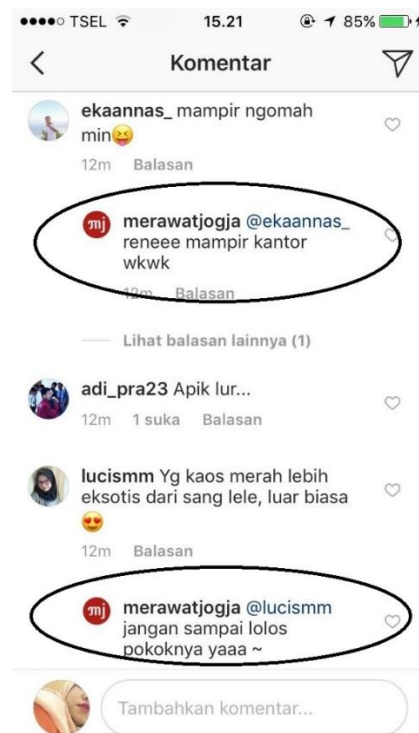 TSEL 15.21 85%
Komentar
ekaannas_ mampir ngomah
min😝
12m Balasan
mj merawatjogja @ekaannas_
reneee mampir kantor
wkwk
12m Balasan
Lihat balasan lainnya (1)
adi_pra23 Apik lur...
12m 1 suka Balasan
lucismm Yg kaos merah lebih
eksotis dari sang lele, luar biasa
😍
12m Balasan
mj merawatjogja @lucismm
jangan sampai lolos
pokoknya yaaa ~
Tambahkan komentar...